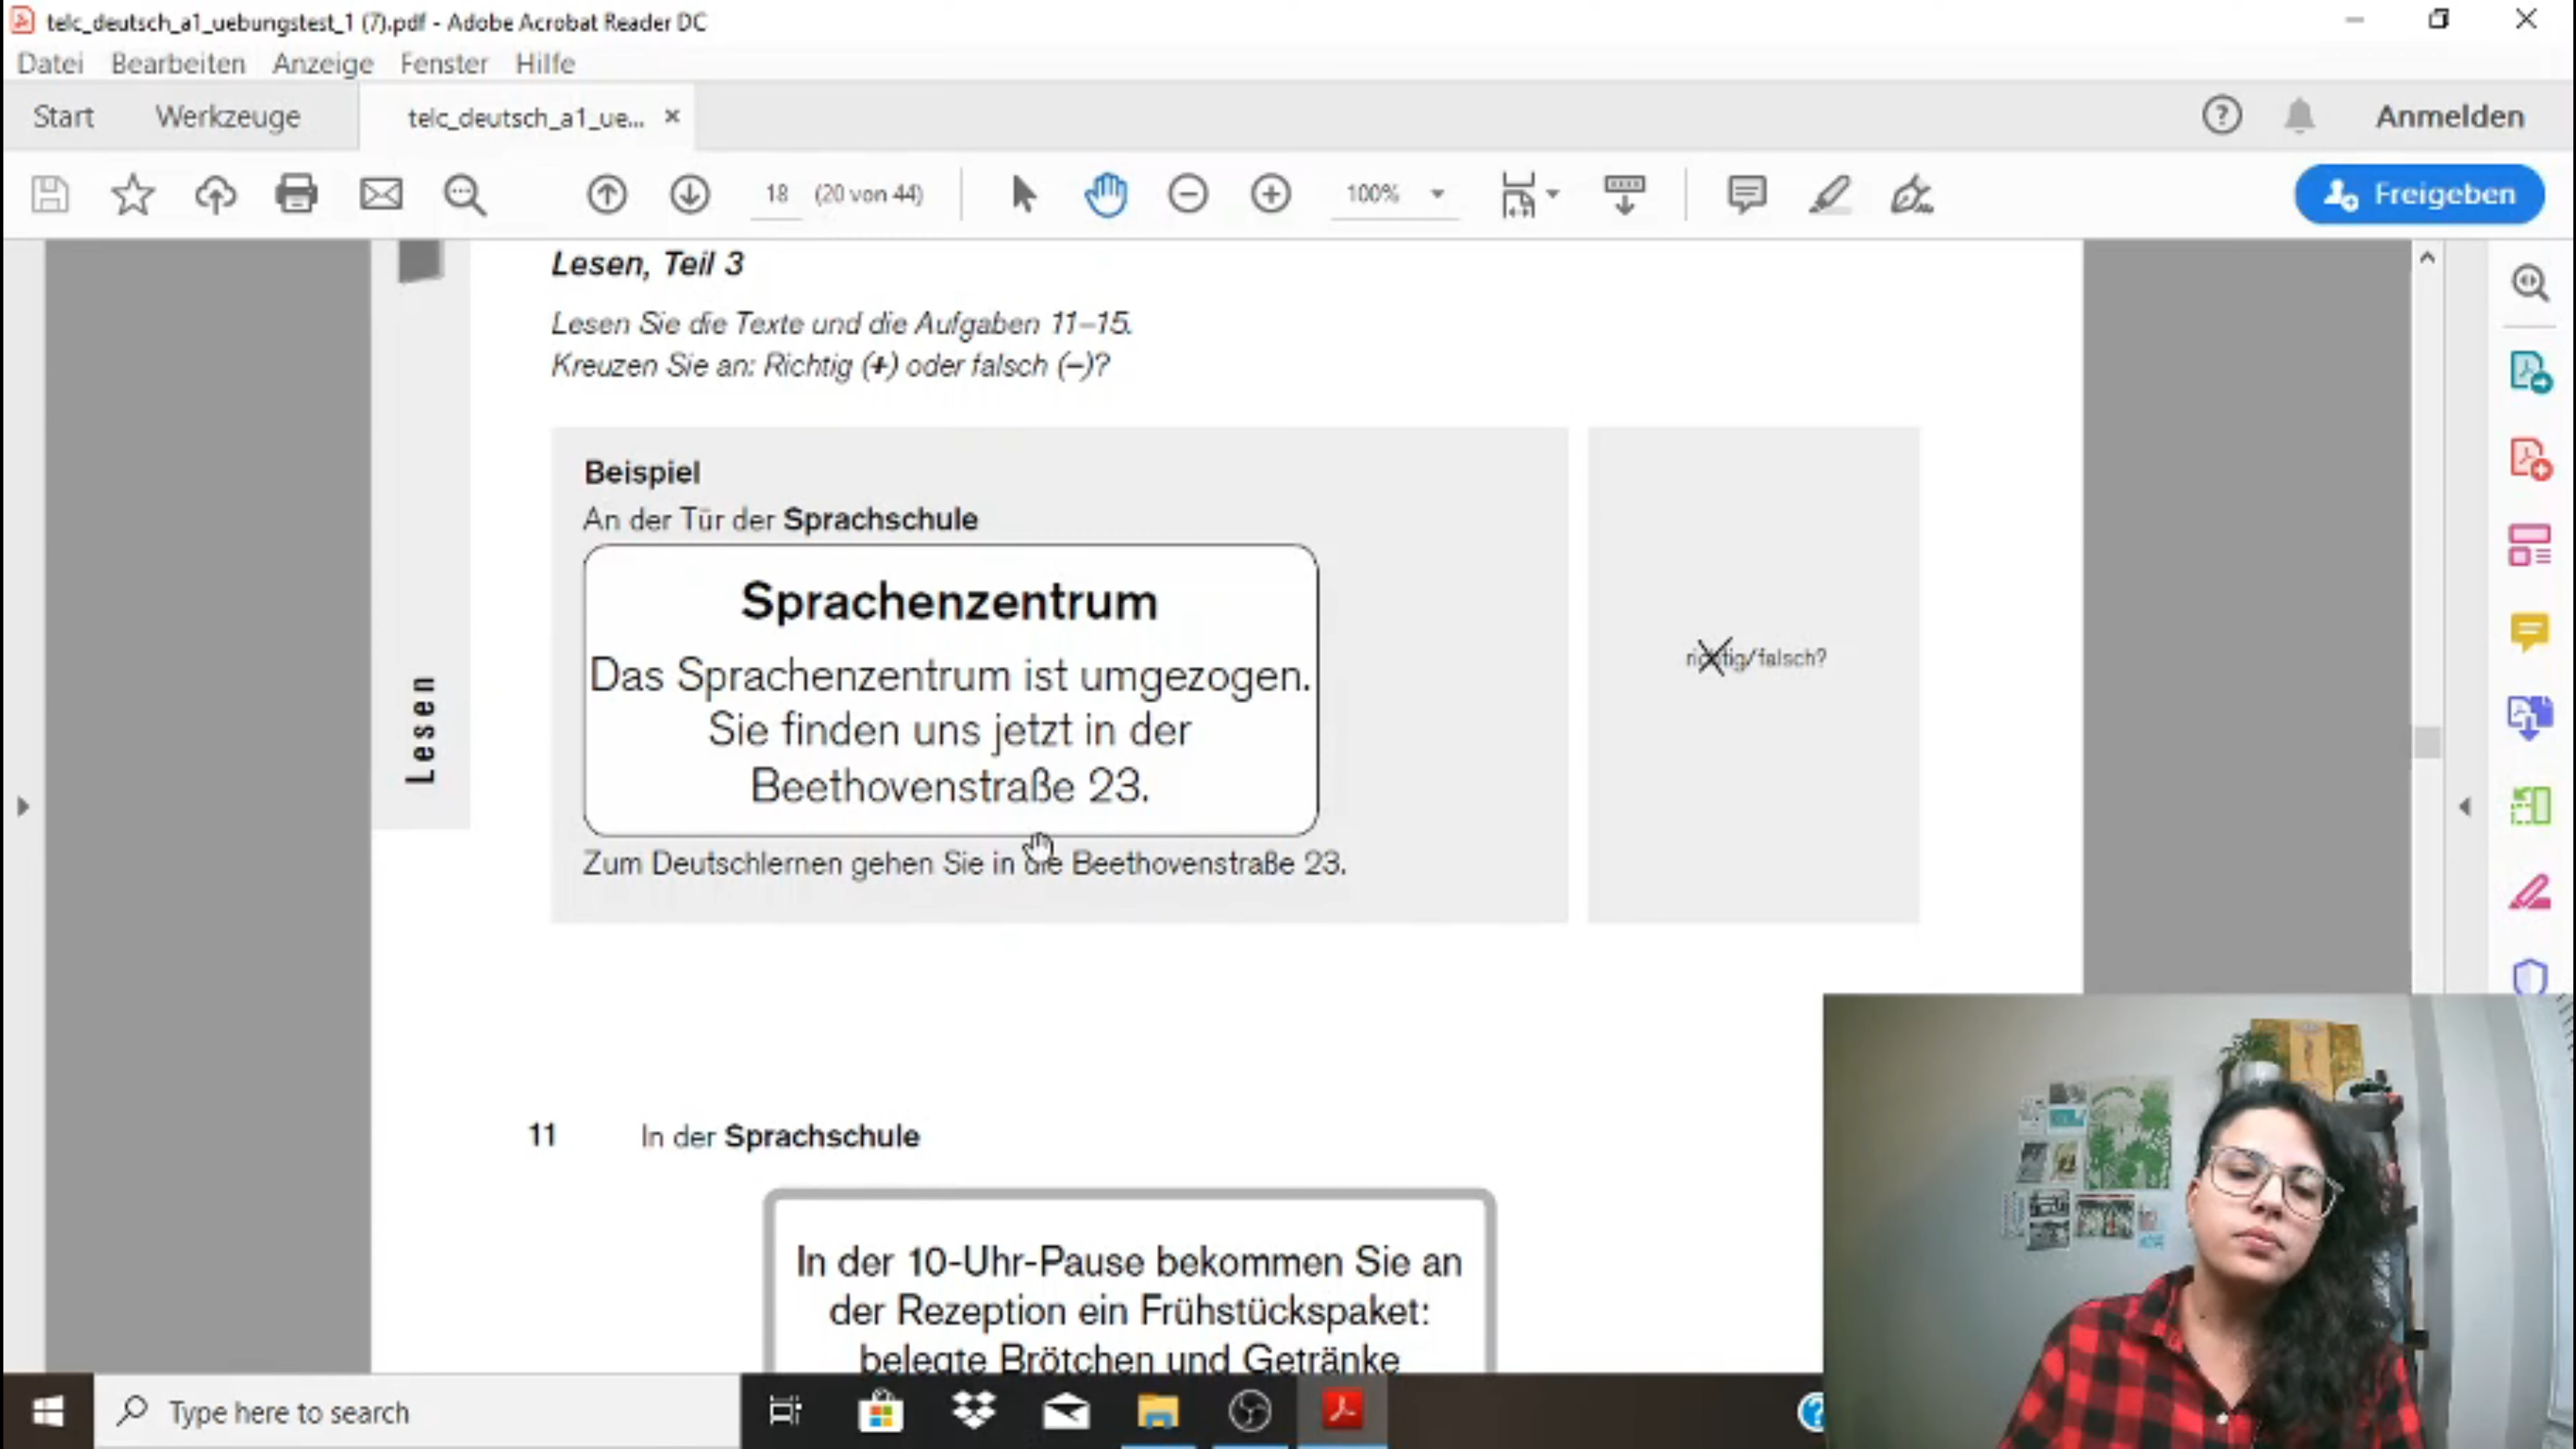 telc_deutsch_a1_uebungstest_1 (7).pdf - Adobe Acrobat Reader DC
Datei Bearbeiten Anzeige Fenster Hilfe
Start Werkzeuge telc_deutsch_a1_ue... × Anmelden
18 (20 von 44) 100% Freigeben
Lesen, Teil 3
Lesen Sie die Texte und die Aufgaben 11–15.
Kreuzen Sie an: Richtig (+) oder falsch (–)?
Beispiel
An der Tür der Sprachschule
Sprachenzentrum
Das Sprachenzentrum ist umgezogen.
Sie finden uns jetzt in der
Beethovenstraße 23.
Zum Deutschlernen gehen Sie in die Beethovenstraße 23.
richtig/falsch?
Lesen
11 In der Sprachschule
In der 10-Uhr-Pause bekommen Sie an
der Rezeption ein Frühstückspaket:
belegte Brötchen und Getränke
Type here to search